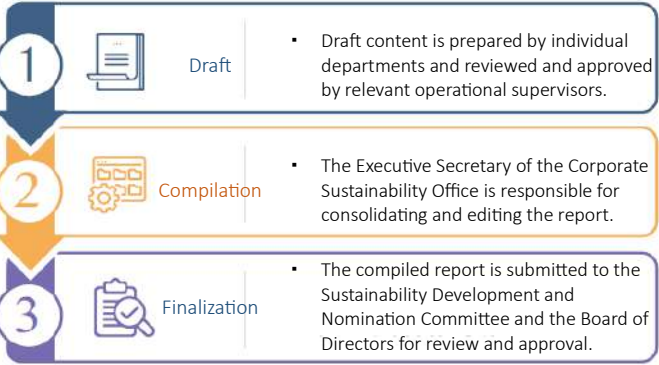 1
Draft
▪ Draft content is prepared by individual
departments and reviewed and approved
by relevant operational supervisors.
2
Compilation
▪ The Executive Secretary of the Corporate
Sustainability Office is responsible for
consolidating and editing the report.
3
Finalization
▪ The compiled report is submitted to the
Sustainability Development and
Nomination Committee and the Board of
Directors for review and approval.